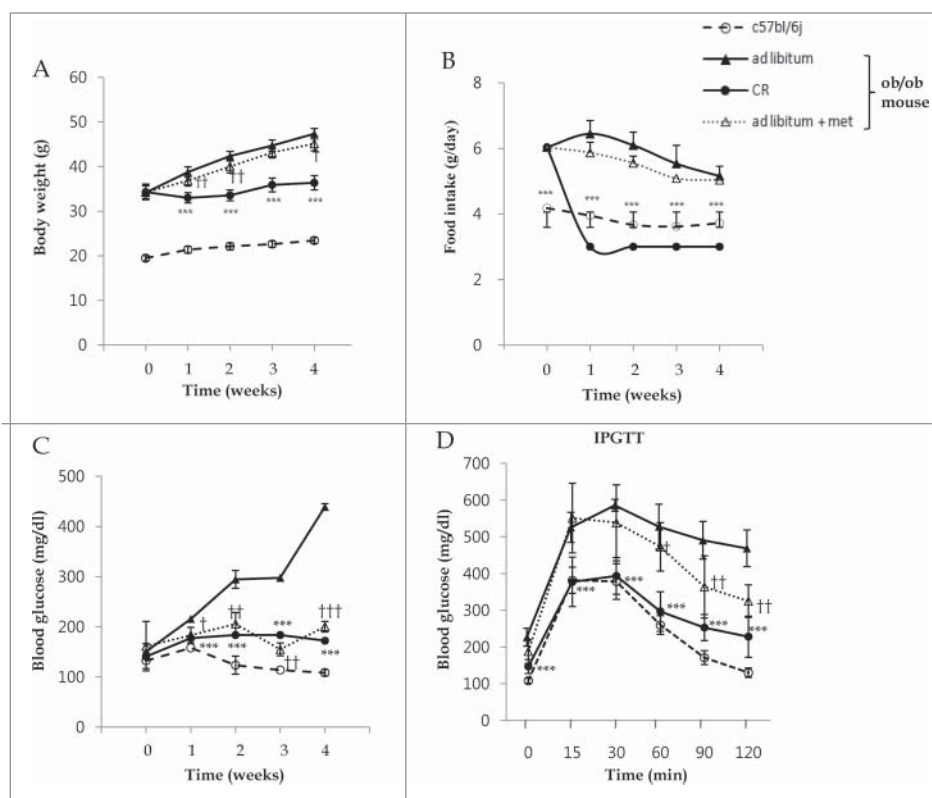 A
Body weight (g)
60
50
40
30
20
10
0
††
††
†
***
***
***
***
0 1 2 3 4
Time (weeks)
B
c57bl/6j
ad libitum
CR
ad libitum + met
ob/ob
mouse
Food intake (g/day)
8
6
4
2
0
***
***
***
***
***
0 1 2 3 4
Time (weeks)
C
Blood glucose (mg/dl)
500
400
300
200
100
0
†
††
***
†††
***
***
***
††
0 1 2 3 4
Time (weeks)
D
IPGTT
Blood glucose (mg/dl)
700
600
500
400
300
200
100
0
†
††
††
***
***
***
***
***
***
0 15 30 60 90 120
Time (min)